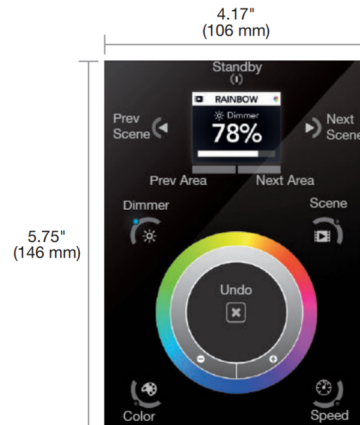 4.17"
(106 mm)
5.75"
(146 mm)
Standby
RAINBOW
Prev
Scene
Dimmer
78%
Next
Scene
Prev Area
Next Area
Dimmer
Scene
Undo
Color
Speed